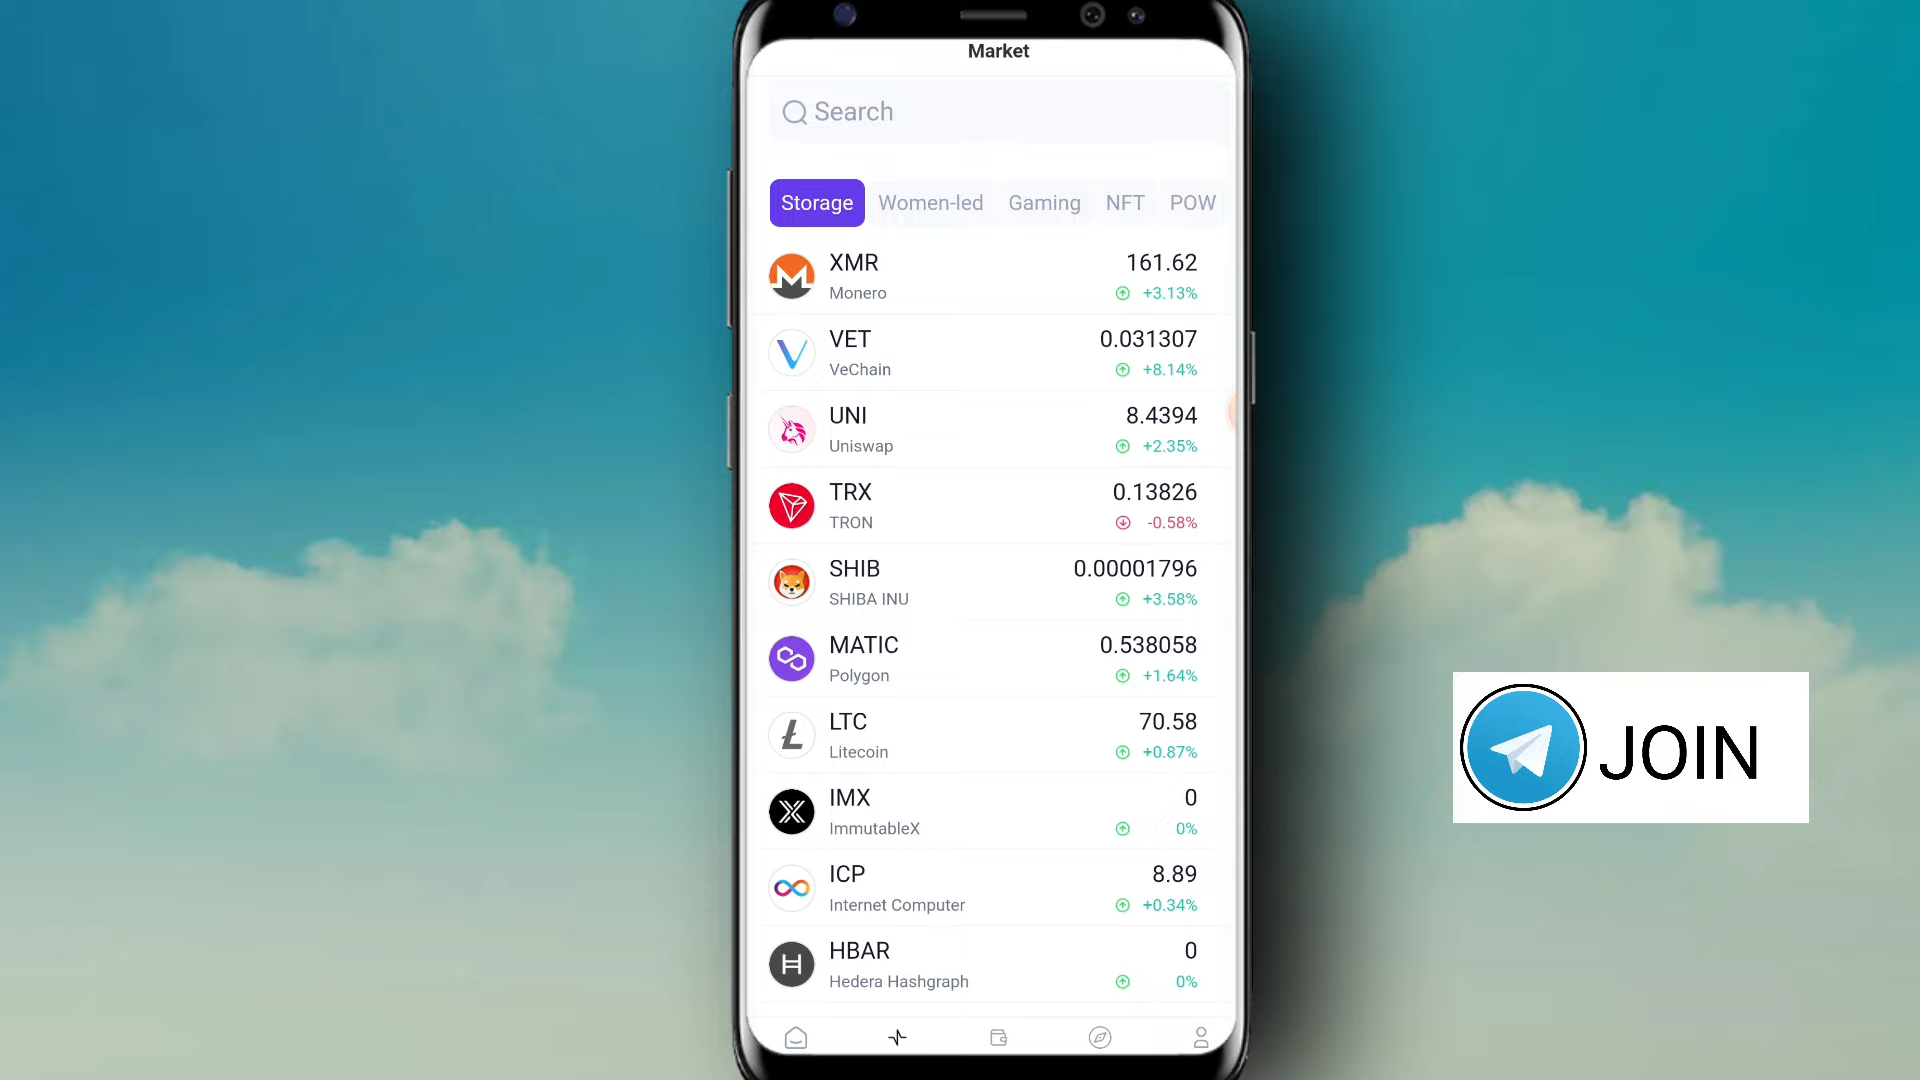 Market
Search
Storage Women-led Gaming NFT POW
XMR 161.62
Monero +3.13%
VET 0.031307
VeChain +8.14%
UNI 8.4394
Uniswap +2.35%
TRX 0.13826
TRON -0.58%
SHIB 0.00001796
SHIBA INU +3.58%
MATIC 0.538058
Polygon +1.64%
LTC 70.58
Litecoin +0.87%
IMX 0
ImmutableX 0%
ICP 8.89
Internet Computer +0.34%
HBAR 0
Hedera Hashgraph 0%
JOIN